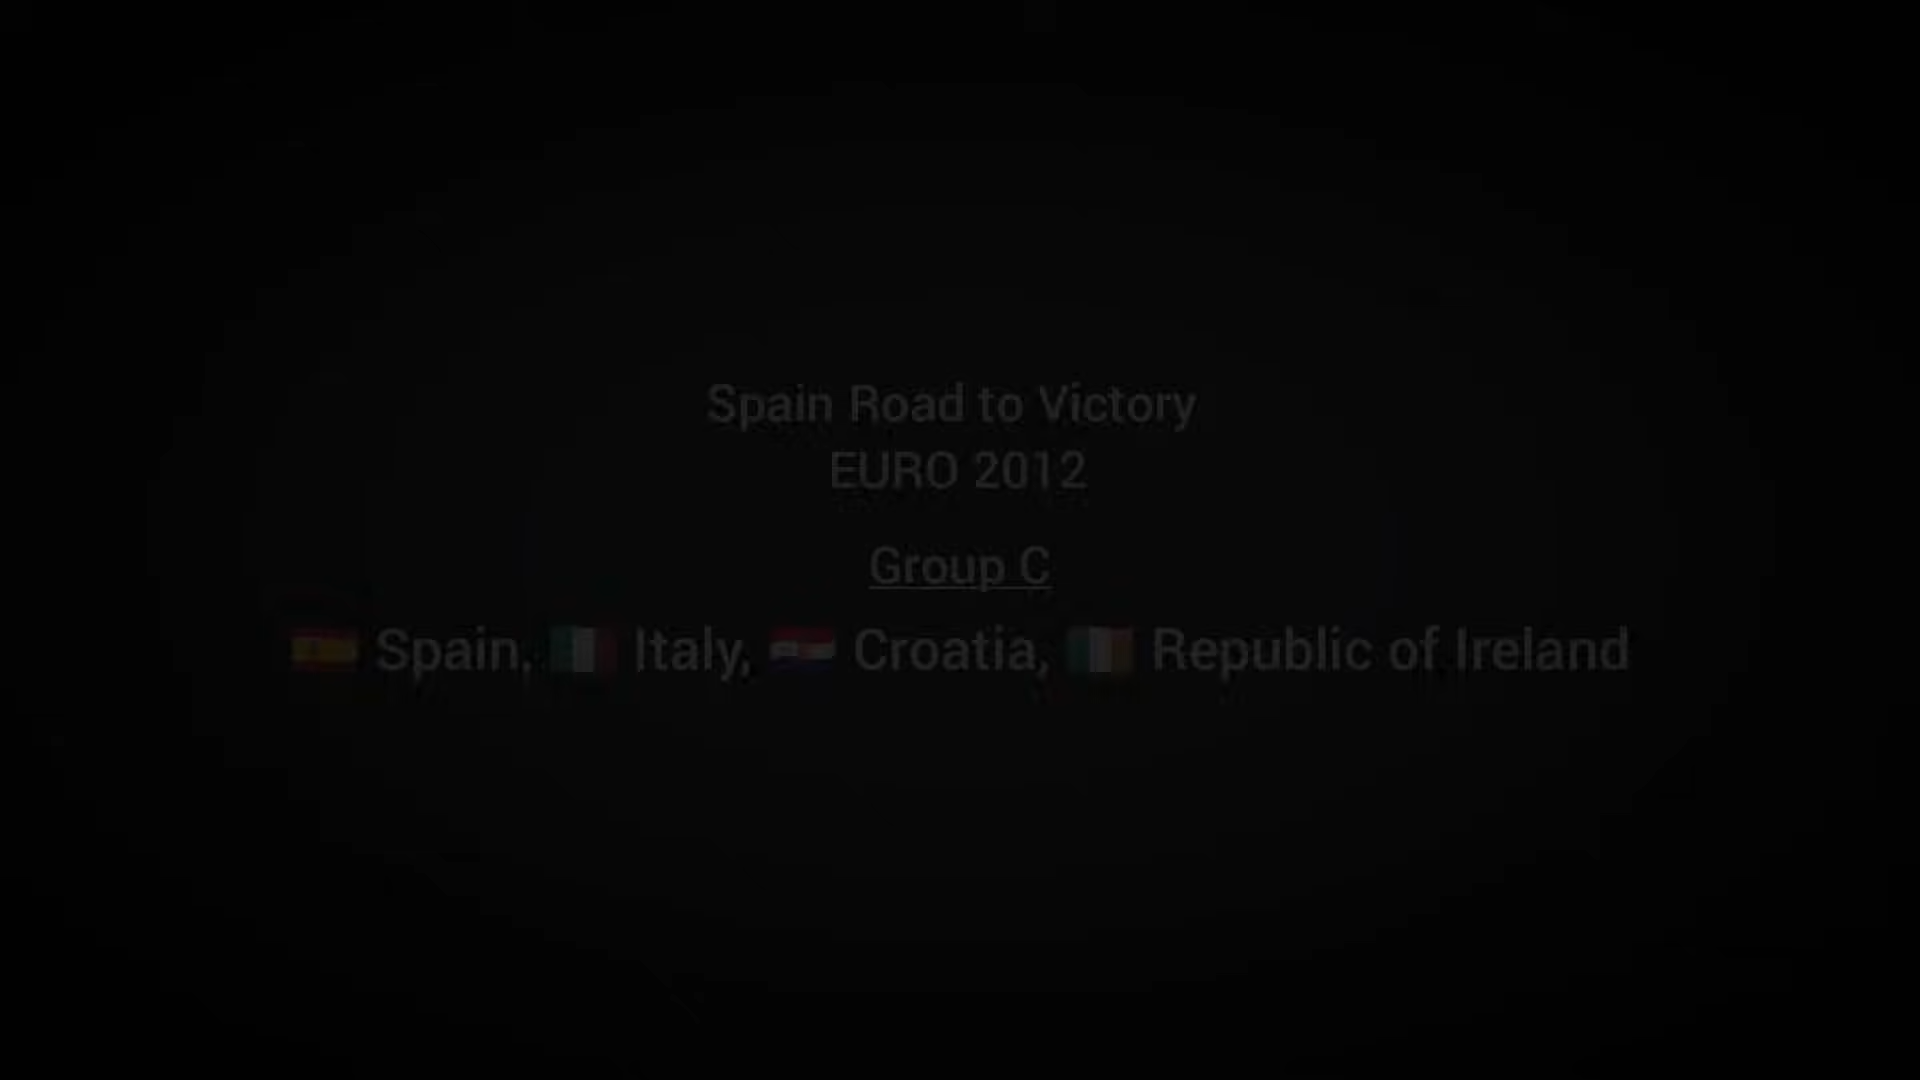 Spain Road to Victory
EURO 2012
Group C
Spain, Italy, Croatia, Republic of Ireland